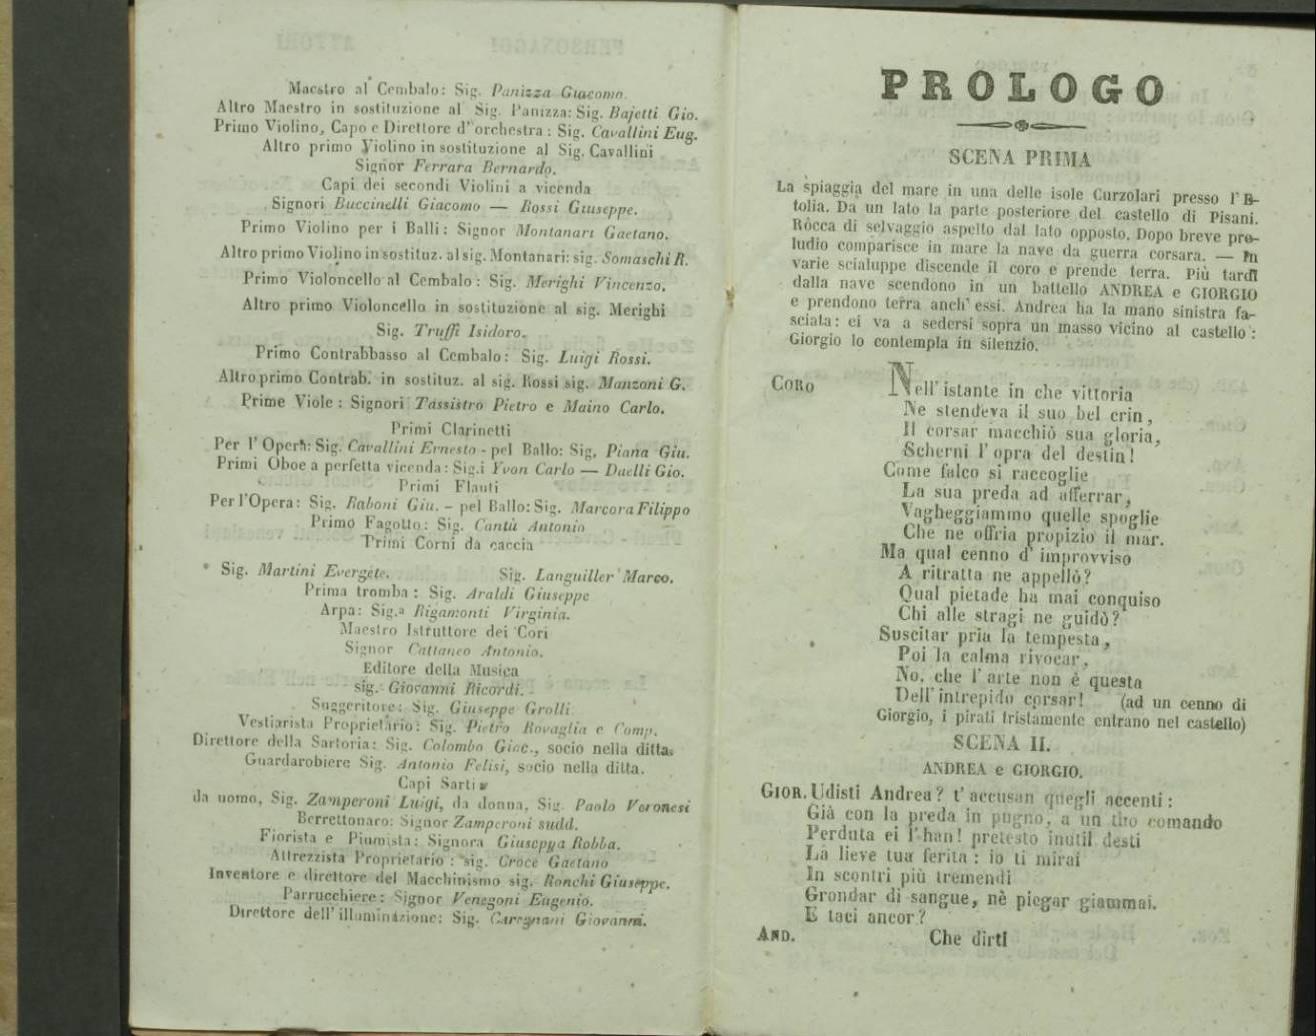 Maestro al Cembalo: Sig. Panizza Giacomo.
Altro Maestro in sostituzione al Sig. Panizza: Sig. Bajetti Gio.
Primo Violino, Capo e Direttore d'orchestra: Sig. Cavallini Eug.
Altro primo Violino in sostituzione al Sig. Cavallini
Signor Ferrara Bernardo.
Capi dei secondi Violini a vicenda
Signori Buccinelli Giacomo — Rossi Giuseppe.
Primo Violino per i Balli: Signor Montanari Gaetano.
Altro primo Violino in sostituz. al sig. Montanari: sig. Somaschi R.
Primo Violoncello al Cembalo: Sig. Merighi Vincenzo.
Altro primo Violoncello in sostituzione al sig. Merighi
Sig. Truffi Isidoro.
Primo Contrabbasso al Cembalo: Sig. Luigi Rossi.
Altro primo Contrab. in sostituz. al sig. Rossi sig. Manzoni G.
Prime Viole: Signori Tassistro Pietro e Maino Carlo.
Primi Clarinetti
Per l'Opera: Sig. Cavallini Ernesto - pel Ballo: Sig. Piana Giu.
Primi Oboe a perfetta vicenda: Sig.i Yvon Carlo — Daelli Gio.
Primi Flauti
Per l'Opera: Sig. Raboni Giu. - pel Ballo: Sig. Marcora Filippo
Primo Fagotto: Sig. Cantù Antonio
Primi Corni da caccia
Sig. Martini Evergete. Sig. Languiller Marco.
Prima tromba: Sig. Araldi Giuseppe
Arpa: Sig.a Rigamonti Virginia.
Maestro Istruttore dei Cori
Signor Cattaneo Antonio.
Editore della Musica
sig. Giovanni Ricordi.
Suggeritore: Sig. Giuseppe Grolli.
Vestiarista Proprietario: Sig. Pietro Rovaglia e Comp.
Direttore della Sartoria: Sig. Colombo Giac., socio nella ditta.
Guardarobiere Sig. Antonio Felisi, socio nella ditta.
Capi Sarti
da uomo, Sig. Zamperoni Luigi, da donna, Sig. Paolo Veronesi
Berrettonaro: Signor Zamperoni sudd.
Fiorista e Piumista: Signora Giuseppa Robba.
Attrezzista Proprietario: sig. Croce Gaetano
Inventore e direttore del Macchinismo sig. Ronchi Giuseppe.
Parrucchiere: Signor Venegoni Eugenio.
Direttore dell'illuminazione: Sig. Caregnani Giovanni.
PROLOGO
SCENA PRIMA
La spiaggia del mare in una delle isole Curzolari presso l'E-
tolia. Da un lato la parte posteriore del castello di Pisani.
Ròcca di selvaggio aspetto dal lato opposto. Dopo breve pre-
ludio comparisce in mare la nave da guerra corsara. — In
varie scialuppe discende il coro e prende terra. Più tardi
dalla nave scendono in un battello ANDREA e GIORGIO
e prendono terra anch'essi. Andrea ha la mano sinistra fa-
sciata: ei va a sedersi sopra un masso vicino al castello:
Giorgio lo contempla in silenzio.
CORO Nell'istante in che vittoria
Ne stendeva il suo bel crin,
Il corsar macchiò sua gloria,
Schernì l'opra del destin!
Come falco si raccoglie
La sua preda ad afferrar,
Vagheggiammo quelle spoglie
Che ne offria propizio il mar.
Ma qual cenno d'improvviso
A ritratta ne appellò?
Qual pietade ha mai conquiso
Chi alle stragi ne guidò?
Suscitar pria la tempesta,
Poi la calma rivocar,
No, che l'arte non è questa
Dell'intrepido corsar! (ad un cenno di
Giorgio, i pirati tristamente entrano nel castello)
SCENA II.
ANDREA e GIORGIO.
GIOR. Udisti Andrea? t'accusan quegli accenti:
Già con la preda in pugno, a un tuo comando
Perduta ei l'han! pretesto inutil desti
La lieve tua ferita: io ti mirai
In scontri più tremendi
Grondar di sangue, nè piegar giammai.
E taci ancor?
AND. Che dirti